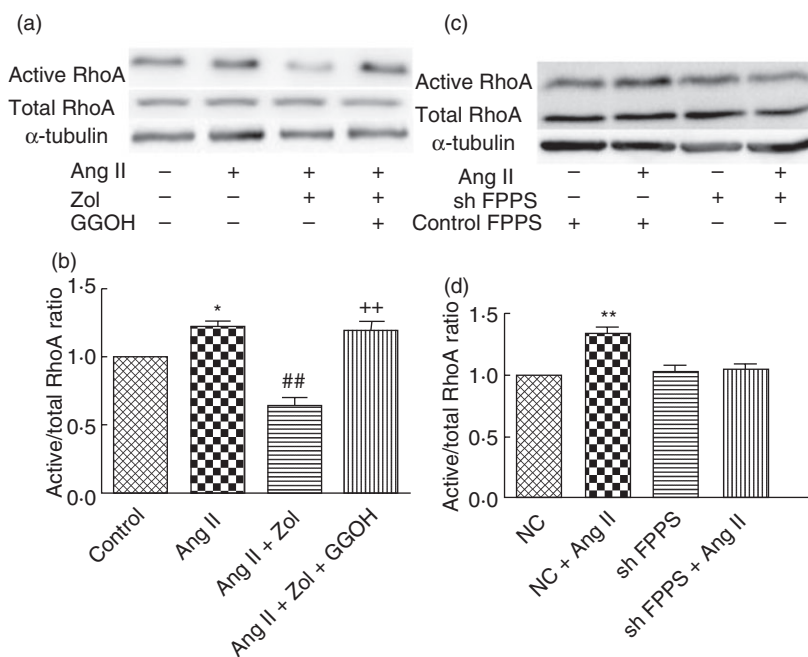 (a)
Active RhoA
Total RhoA
α-tubulin
Ang II – + + +
Zol – – + +
GGOH – – – +
(b)
Active/total RhoA ratio
1·5
1·0
0·5
0·0
*
##
++
Control
Ang II
Ang II + Zol
Ang II + Zol + GGOH
(c)
Active RhoA
Total RhoA
α-tubulin
Ang II – + – +
sh FPPS – – + +
Control FPPS + + – –
(d)
Active/total RhoA ratio
1·5
1·0
0·5
0·0
**
NC
NC + Ang II
sh FPPS
sh FPPS + Ang II